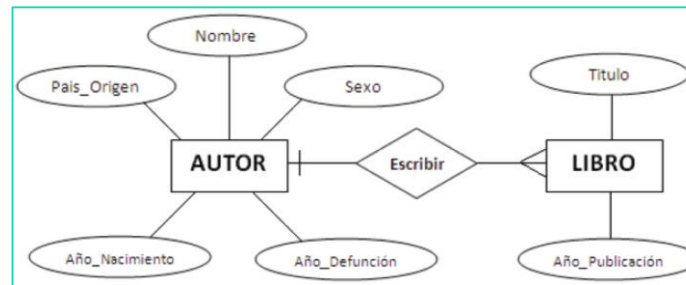 Nombre
Pais_Origen
Sexo
Titulo
AUTOR
Escribir
LIBRO
Año_Nacimiento
Año_Defunción
Año_Publicación